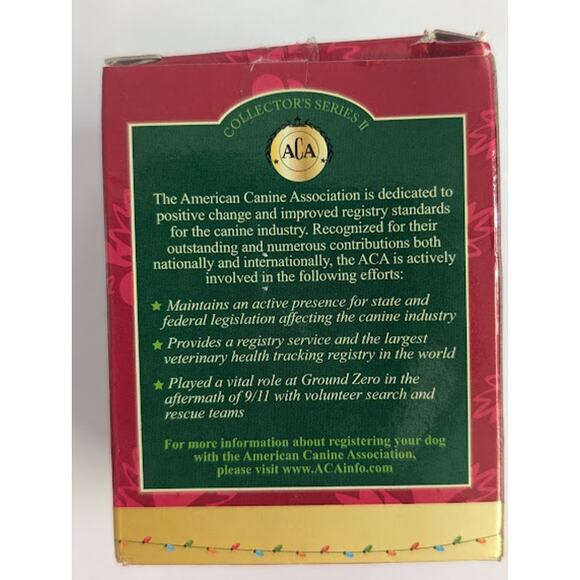 COLLECTOR'S SERIES II
ACA
The American Canine Association is dedicated to
positive change and improved registry standards
for the canine industry. Recognized for their
outstanding and numerous contributions both
nationally and internationally, the ACA is actively
involved in the following efforts:
Maintains an active presence for state and
federal legislation affecting the canine industry
Provides a registry service and the largest
veterinary health tracking registry in the world
Played a vital role at Ground Zero in the
aftermath of 9/11 with volunteer search and
rescue teams
For more information about registering your dog
with the American Canine Association,
please visit www.ACAinfo.com